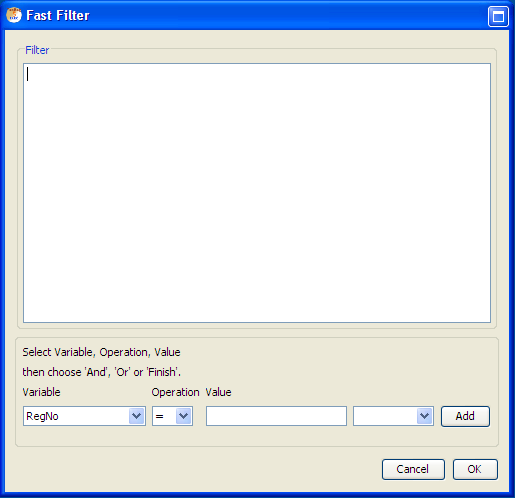 Fast Filter
Filter
Select Variable, Operation, Value
then choose 'And', 'Or' or 'Finish'.
Variable Operation Value
RegNo = Add
Cancel OK